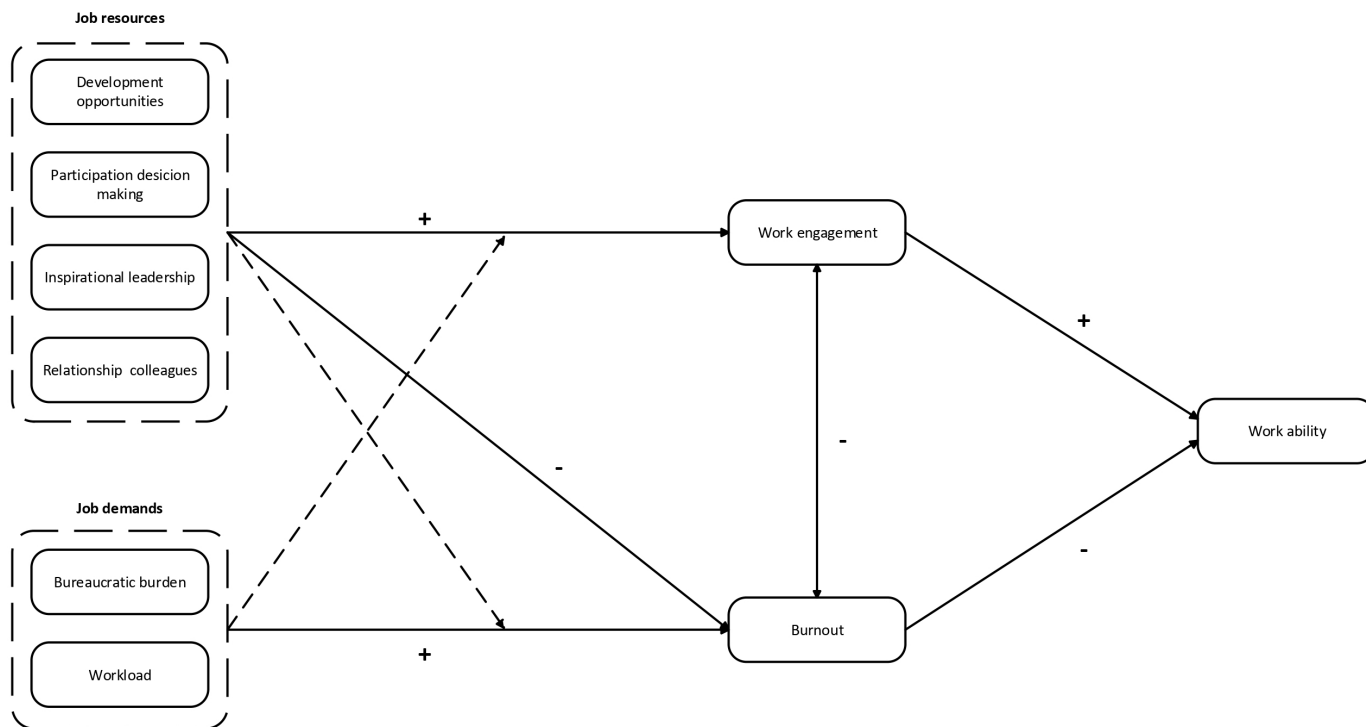 Job resources
Development
opportunities
Participation desicion
making
Inspirational leadership
Relationship colleagues
Job demands
Bureaucratic burden
Workload
+
-
+
Work engagement
-
Burnout
+
-
Work ability